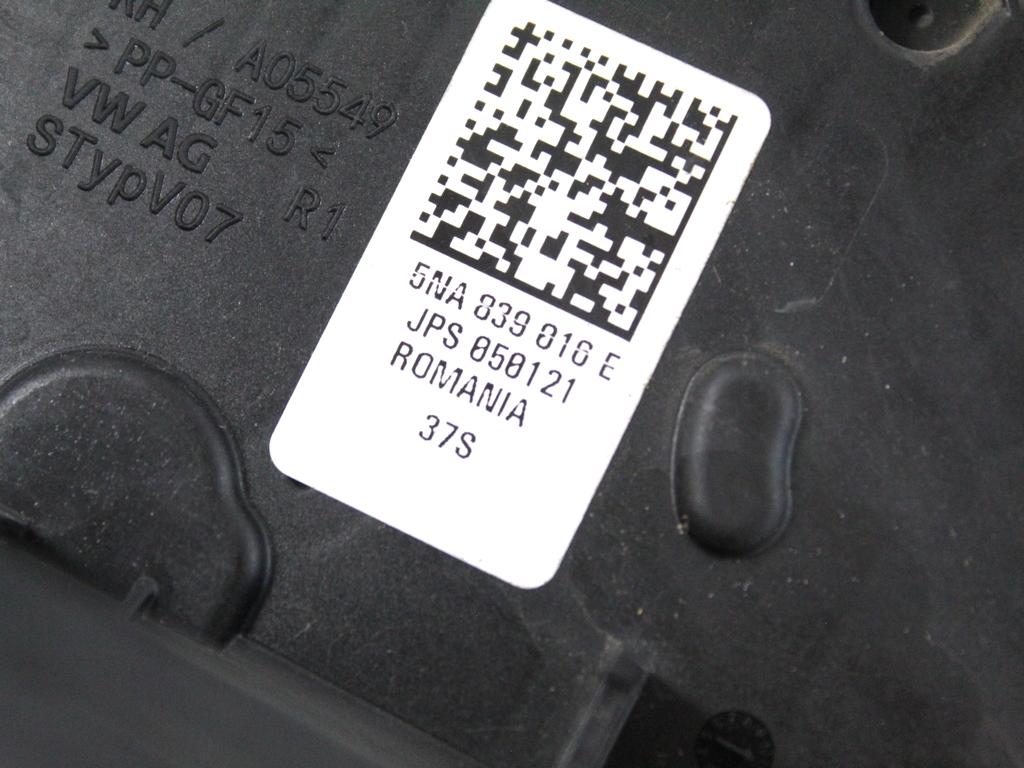 RH / A05549
> PP-GF15 <
VW AG R1
STypV07
5NA 839 016 E
JPS 050121
ROMANIA
37S